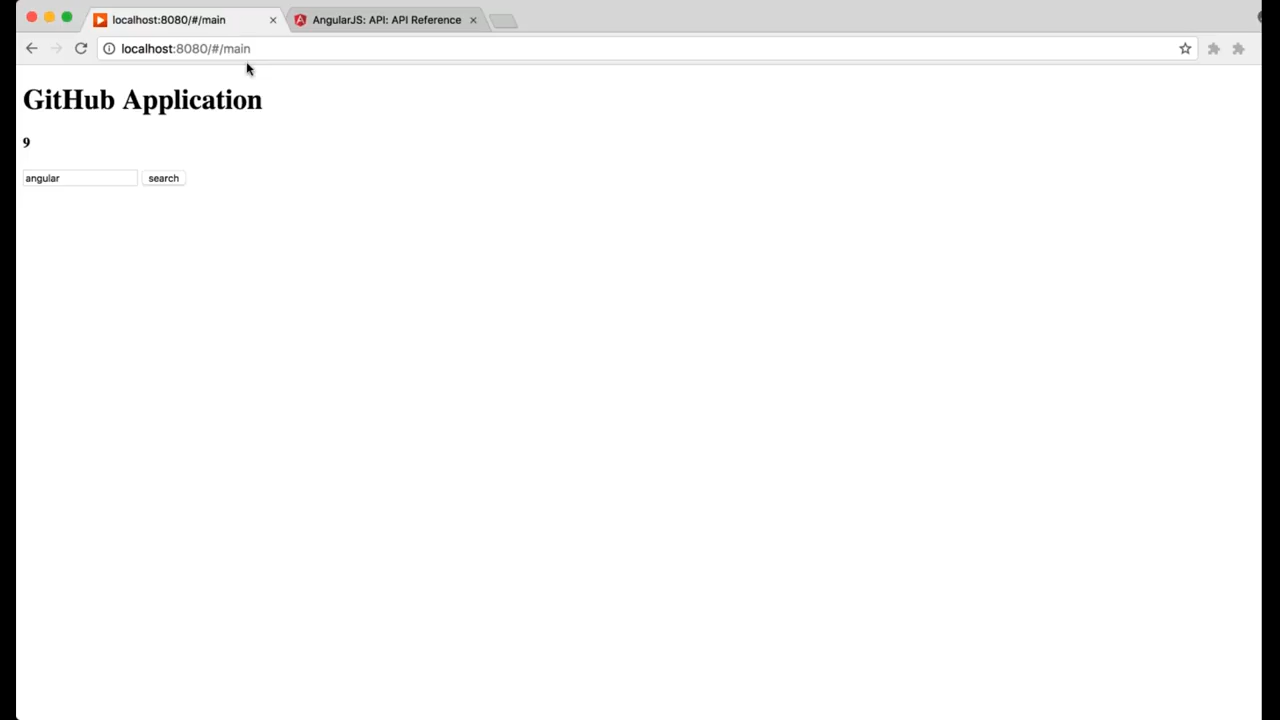 localhost:8080/#/main
AngularJS: API: API Reference
localhost:8080/#/main
GitHub Application
9
angular
search